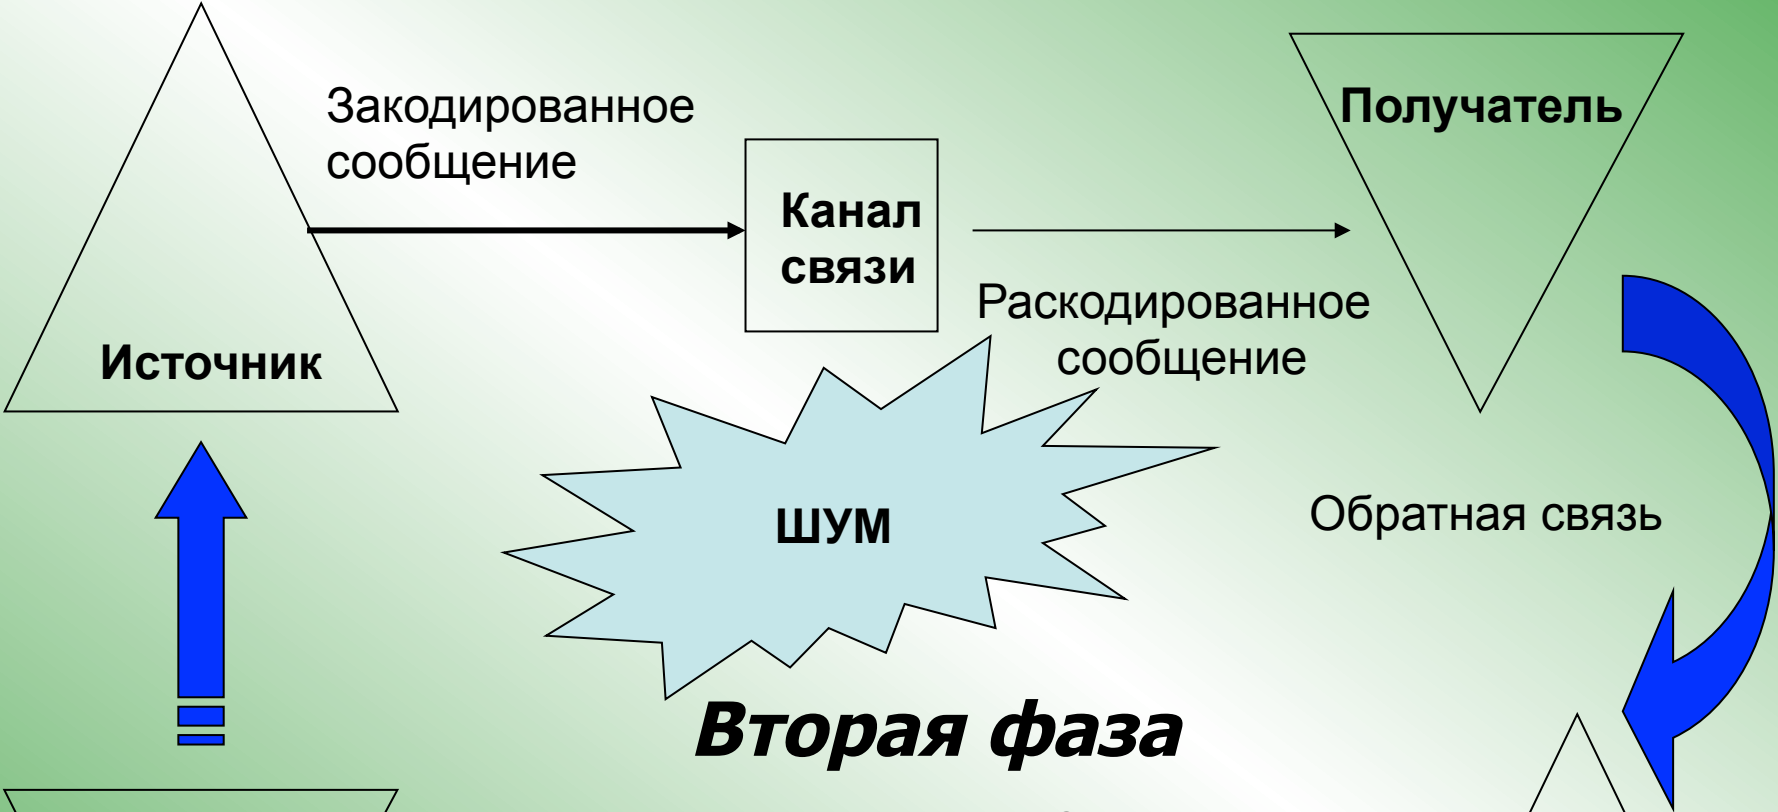 Закодированное
сообщение
Получатель
Канал
связи
Раскодированное
сообщение
Источник
ШУМ
Обратная связь
Вторая фаза